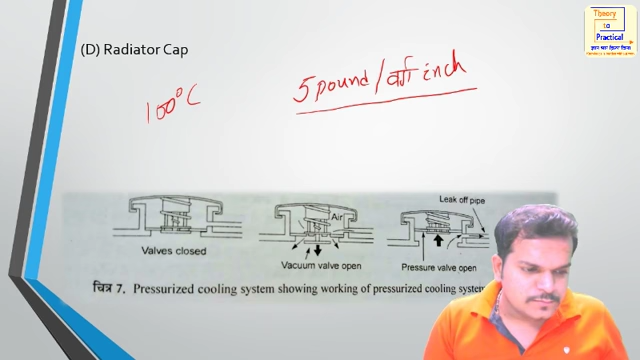 (D) Radiator Cap
Theory
to
Practical
100°C
5 pound / वर्ग inch
Air
Leak off pipe
Valves closed
Vacuum valve open
Pressure valve open
चित्र 7. Pressurized cooling system showing working of pressurized cooling system